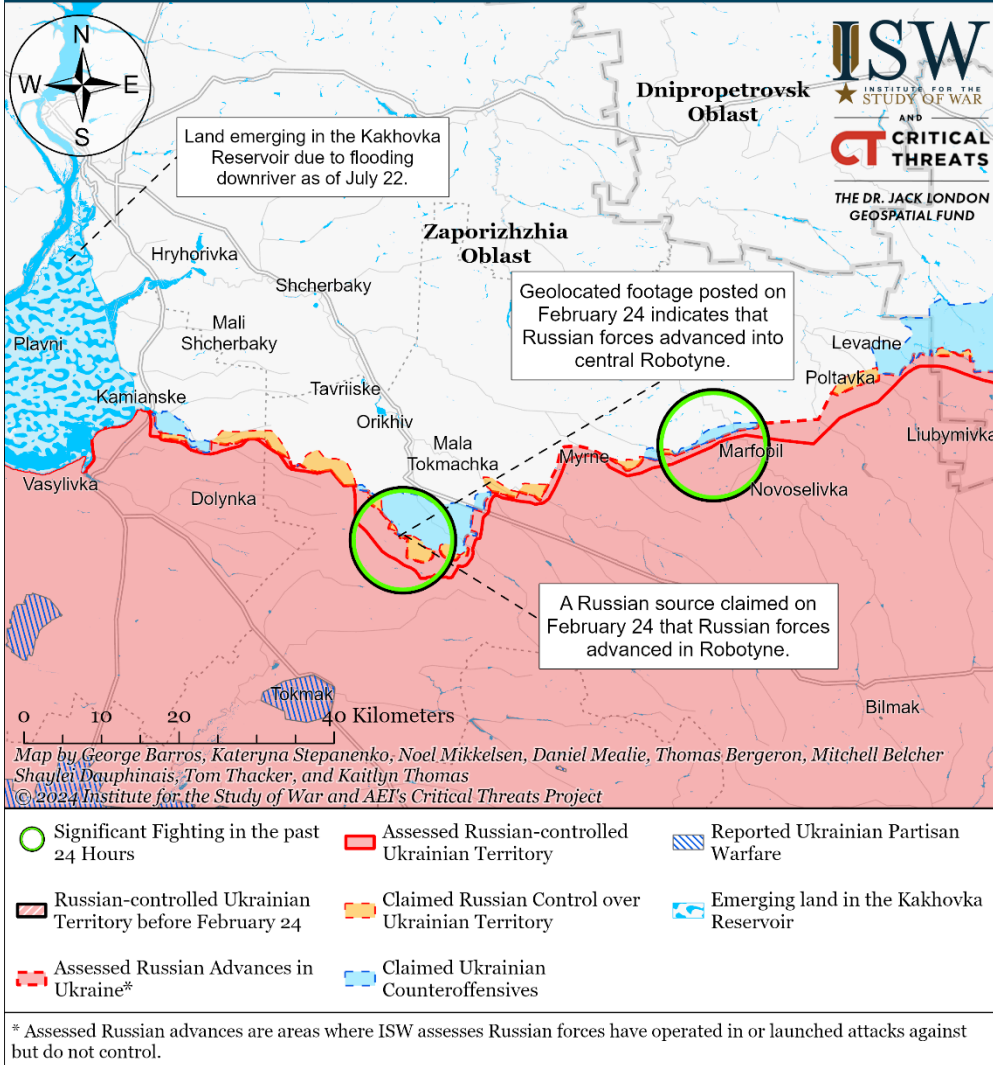 N
W
E
S
ISW
INSTITUTE FOR THE
STUDY OF WAR
AND
CT CRITICAL
THREATS
THE DR. JACK LONDON
GEOSPATIAL FUND
Dnipropetrovsk
Oblast
Land emerging in the Kakhovka
Reservoir due to flooding
downriver as of July 22.
Zaporizhzhia
Oblast
Hryhorivka
Shcherbaky
Geolocated footage posted on
February 24 indicates that
Russian forces advanced into
central Robotyne.
Mali
Shcherbaky
Plavni
Levadne
Poltavka
Tavriiske
Kamianske
Orikhiv
Mala
Tokmachka
Myrne
Marfopil
Liubymivka
Vasylivka
Dolynka
Novoselivka
A Russian source claimed on
February 24 that Russian forces
advanced in Robotyne.
Tokmak
Bilmak
0 10 20 40 Kilometers
Map by George Barros, Kateryna Stepanenko, Noel Mikkelsen, Daniel Mealie, Thomas Bergeron, Mitchell Belcher
Shaylei Dauphinais, Tom Thacker, and Kaitlyn Thomas
© 2024 Institute for the Study of War and AEI's Critical Threats Project
Significant Fighting in the past
24 Hours
Assessed Russian-controlled
Ukrainian Territory
Reported Ukrainian Partisan
Warfare
Russian-controlled Ukrainian
Territory before February 24
Claimed Russian Control over
Ukrainian Territory
Emerging land in the Kakhovka
Reservoir
Assessed Russian Advances in
Ukraine*
Claimed Ukrainian
Counteroffensives
* Assessed Russian advances are areas where ISW assesses Russian forces have operated in or launched attacks against
but do not control.